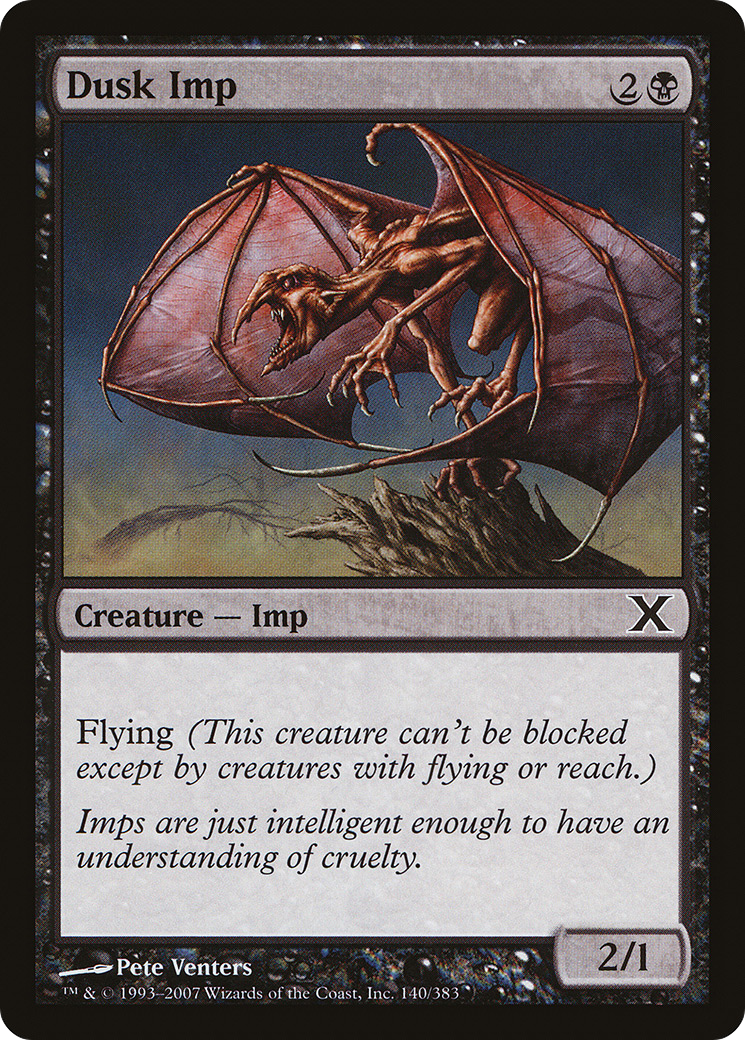 Dusk Imp 2
Creature — Imp X
Flying (This creature can't be blocked
except by creatures with flying or reach.)
Imps are just intelligent enough to have an
understanding of cruelty.
2/1
Pete Venters
™ & © 1993–2007 Wizards of the Coast, Inc. 140/383